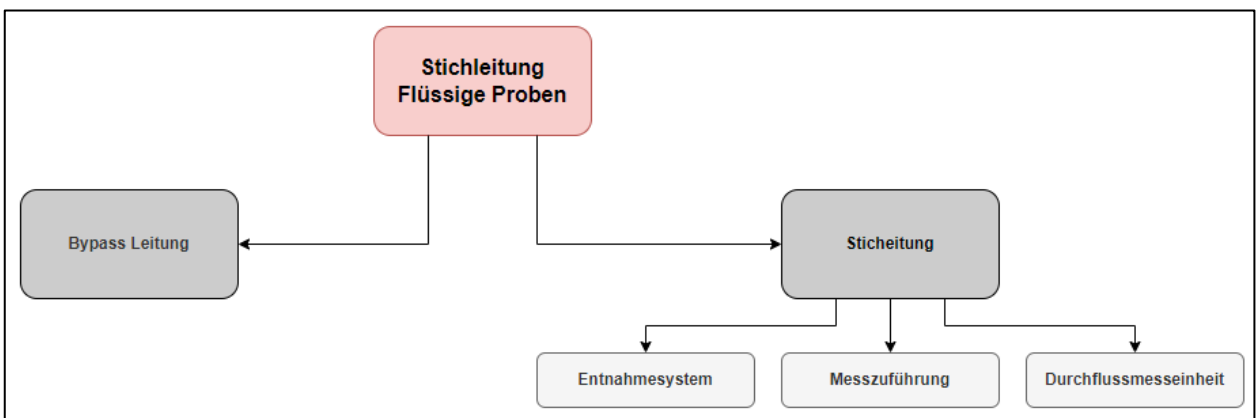 Stichleitung
Flüssige Proben
Bypass Leitung
Sticheitung
Entnahmesystem
Messzuführung
Durchflussmesseinheit